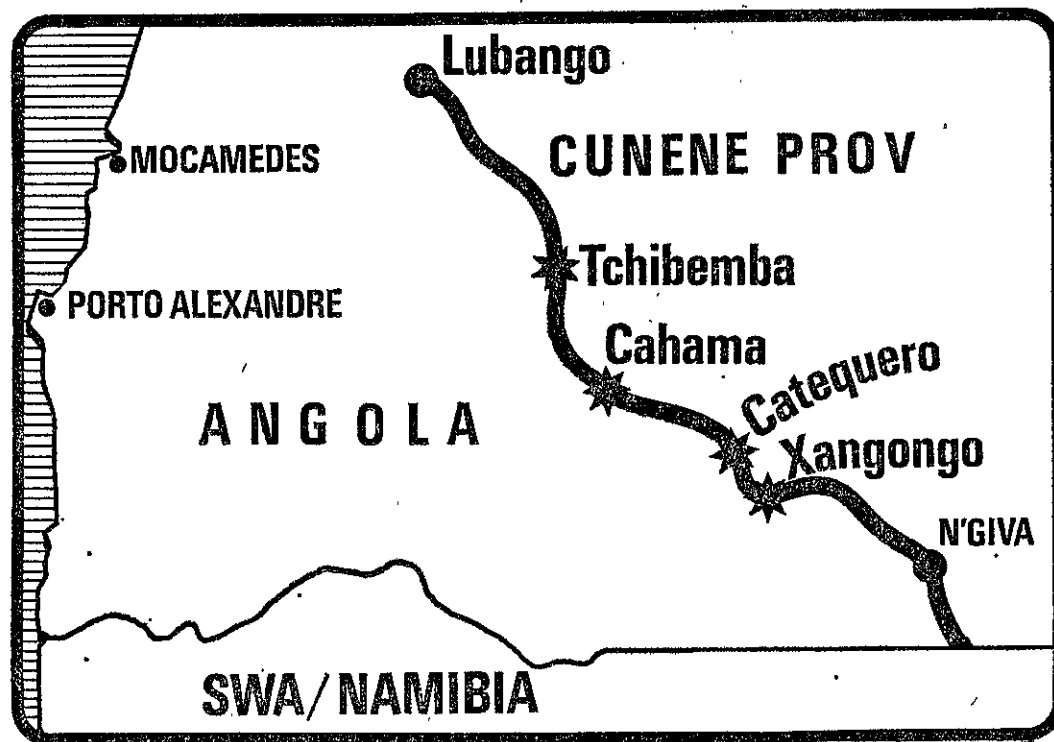 Lubango
MOCAMEDES
CUNENE PROV
Tchibemba
PORTO ALEXANDRE
Cahama
Catequero
ANGOLA
Xangongo
N'GIVA
SWA/NAMIBIA